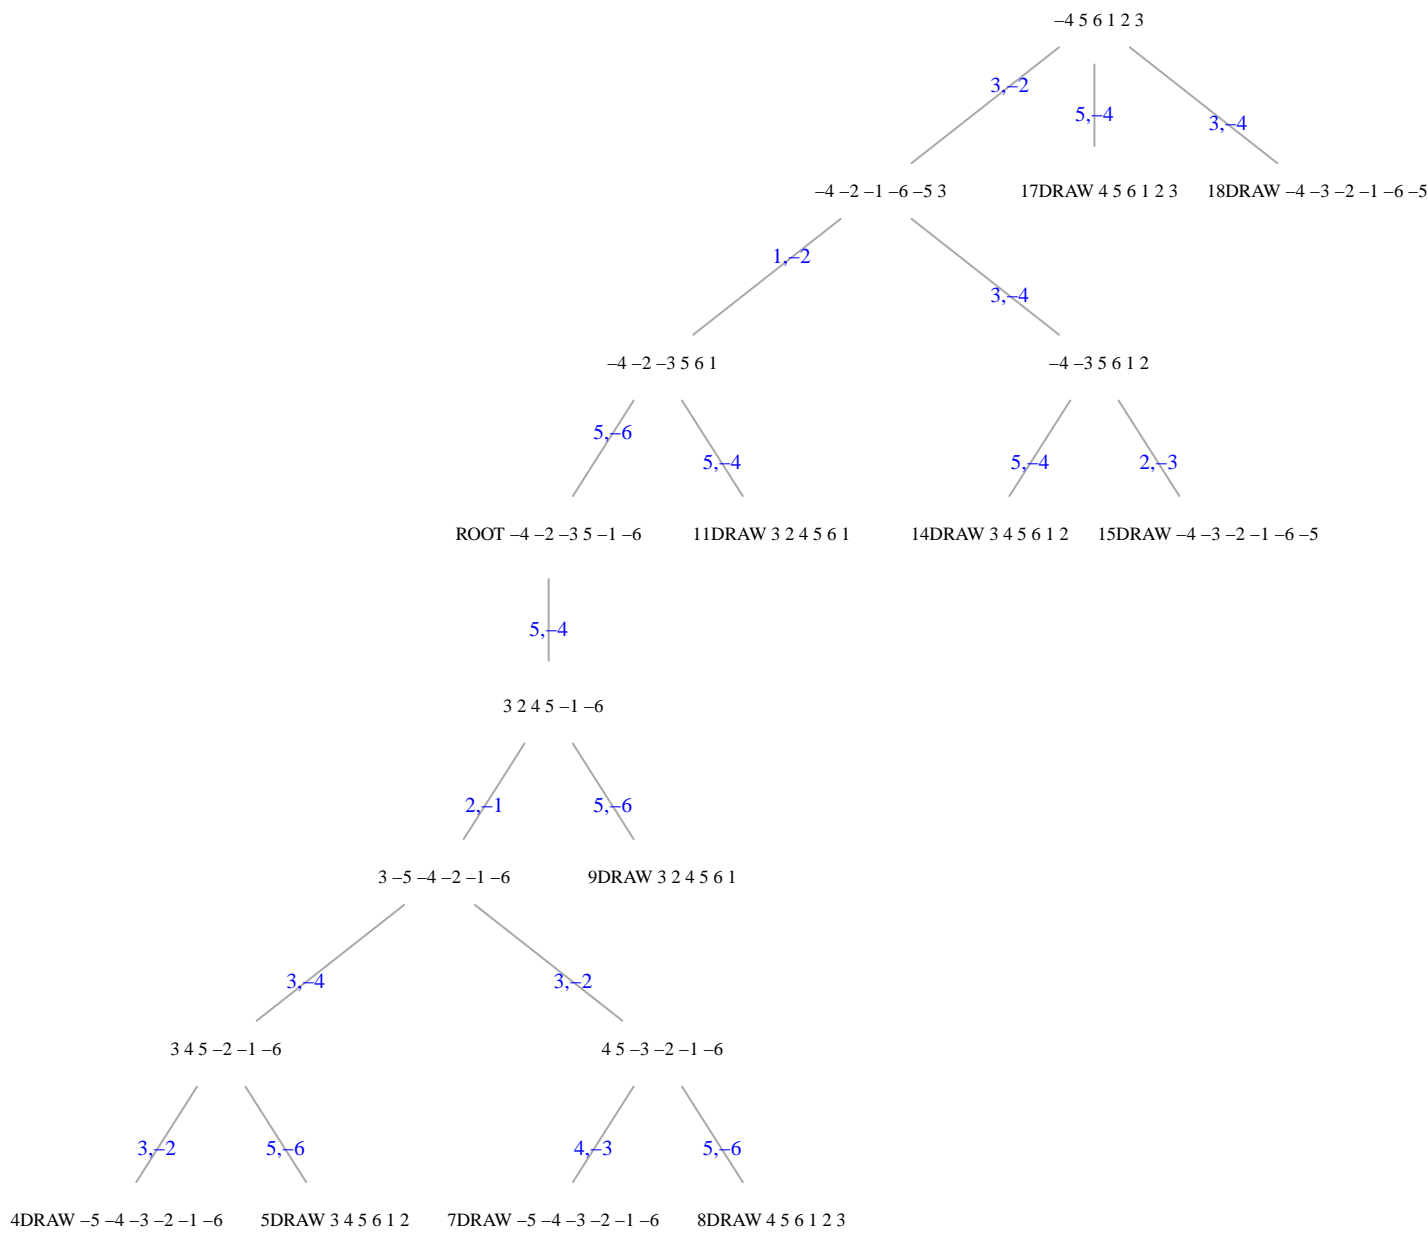 –4 5 6 1 2 3
3,–2
5,–4
3,–4
–4 –2 –1 –6 –5 3
17DRAW 4 5 6 1 2 3
18DRAW –4 –3 –2 –1 –6 –5
1,–2
3,–4
–4 –2 –3 5 6 1
–4 –3 5 6 1 2
5,–6
5,–4
5,–4
2,–3
ROOT –4 –2 –3 5 –1 –6
11DRAW 3 2 4 5 6 1
14DRAW 3 4 5 6 1 2
15DRAW –4 –3 –2 –1 –6 –5
5,–4
3 2 4 5 –1 –6
2,–1
5,–6
3 –5 –4 –2 –1 –6
9DRAW 3 2 4 5 6 1
3,–4
3,–2
3 4 5 –2 –1 –6
4 5 –3 –2 –1 –6
3,–2
5,–6
4,–3
5,–6
4DRAW –5 –4 –3 –2 –1 –6
5DRAW 3 4 5 6 1 2
7DRAW –5 –4 –3 –2 –1 –6
8DRAW 4 5 6 1 2 3